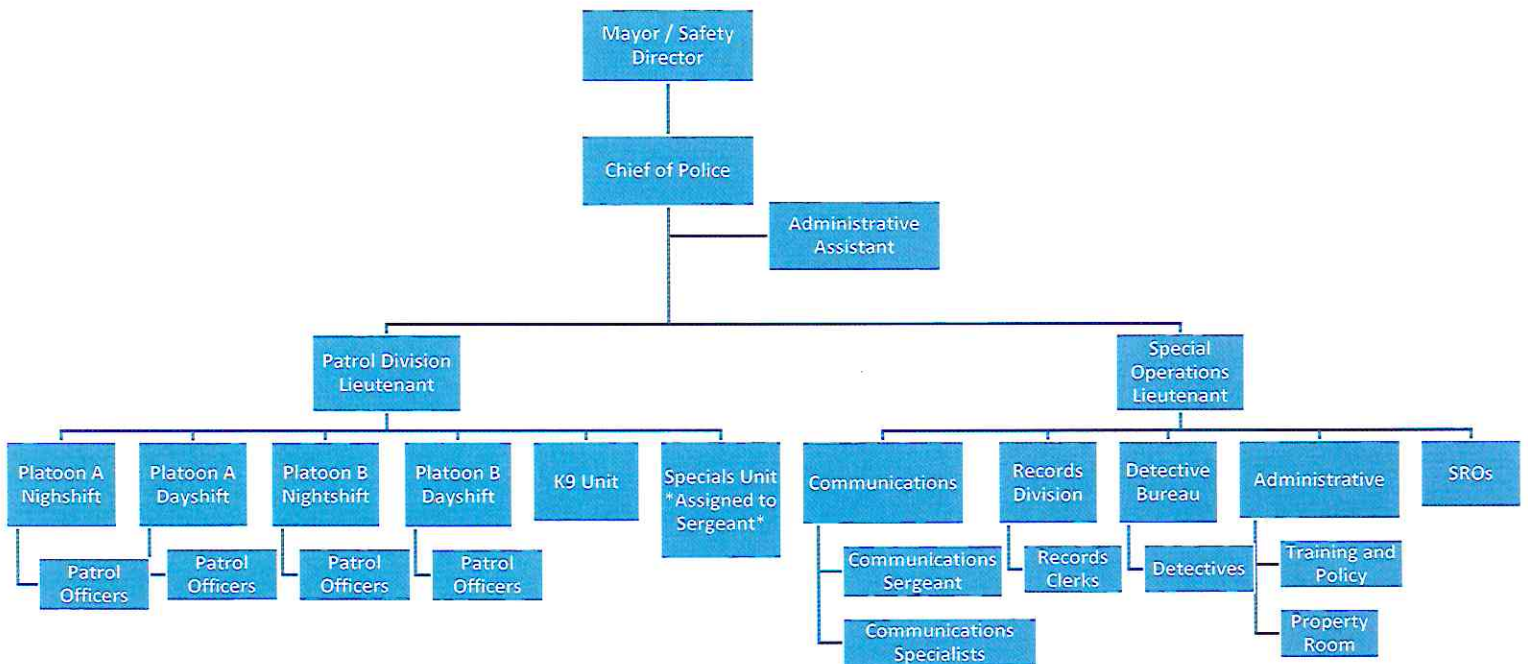 Mayor / Safety
Director
Chief of Police
Administrative
Assistant
Patrol Division
Lieutenant
Special
Operations
Lieutenant
Platoon A
Nighshift
Platoon A
Dayshift
Platoon B
Nightshift
Platoon B
Dayshift
K9 Unit
Specials Unit
*Assigned to
Sergeant*
Communications
Records
Division
Detective
Bureau
Administrative
SROs
Patrol
Officers
Patrol
Officers
Patrol
Officers
Patrol
Officers
Communications
Sergeant
Records
Clerks
Detectives
Training and
Policy
Communications
Specialists
Property
Room